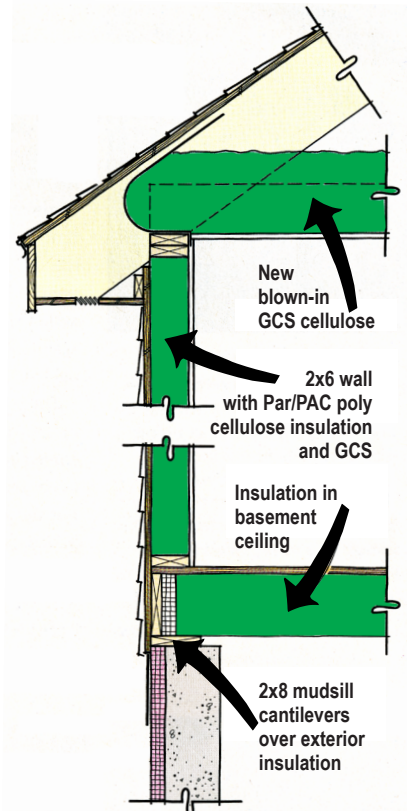 New
blown-in
GCS cellulose
2x6 wall
with Par/PAC poly
cellulose insulation
and GCS
Insulation in
basement
ceiling
2x8 mudsill
cantilevers
over exterior
insulation